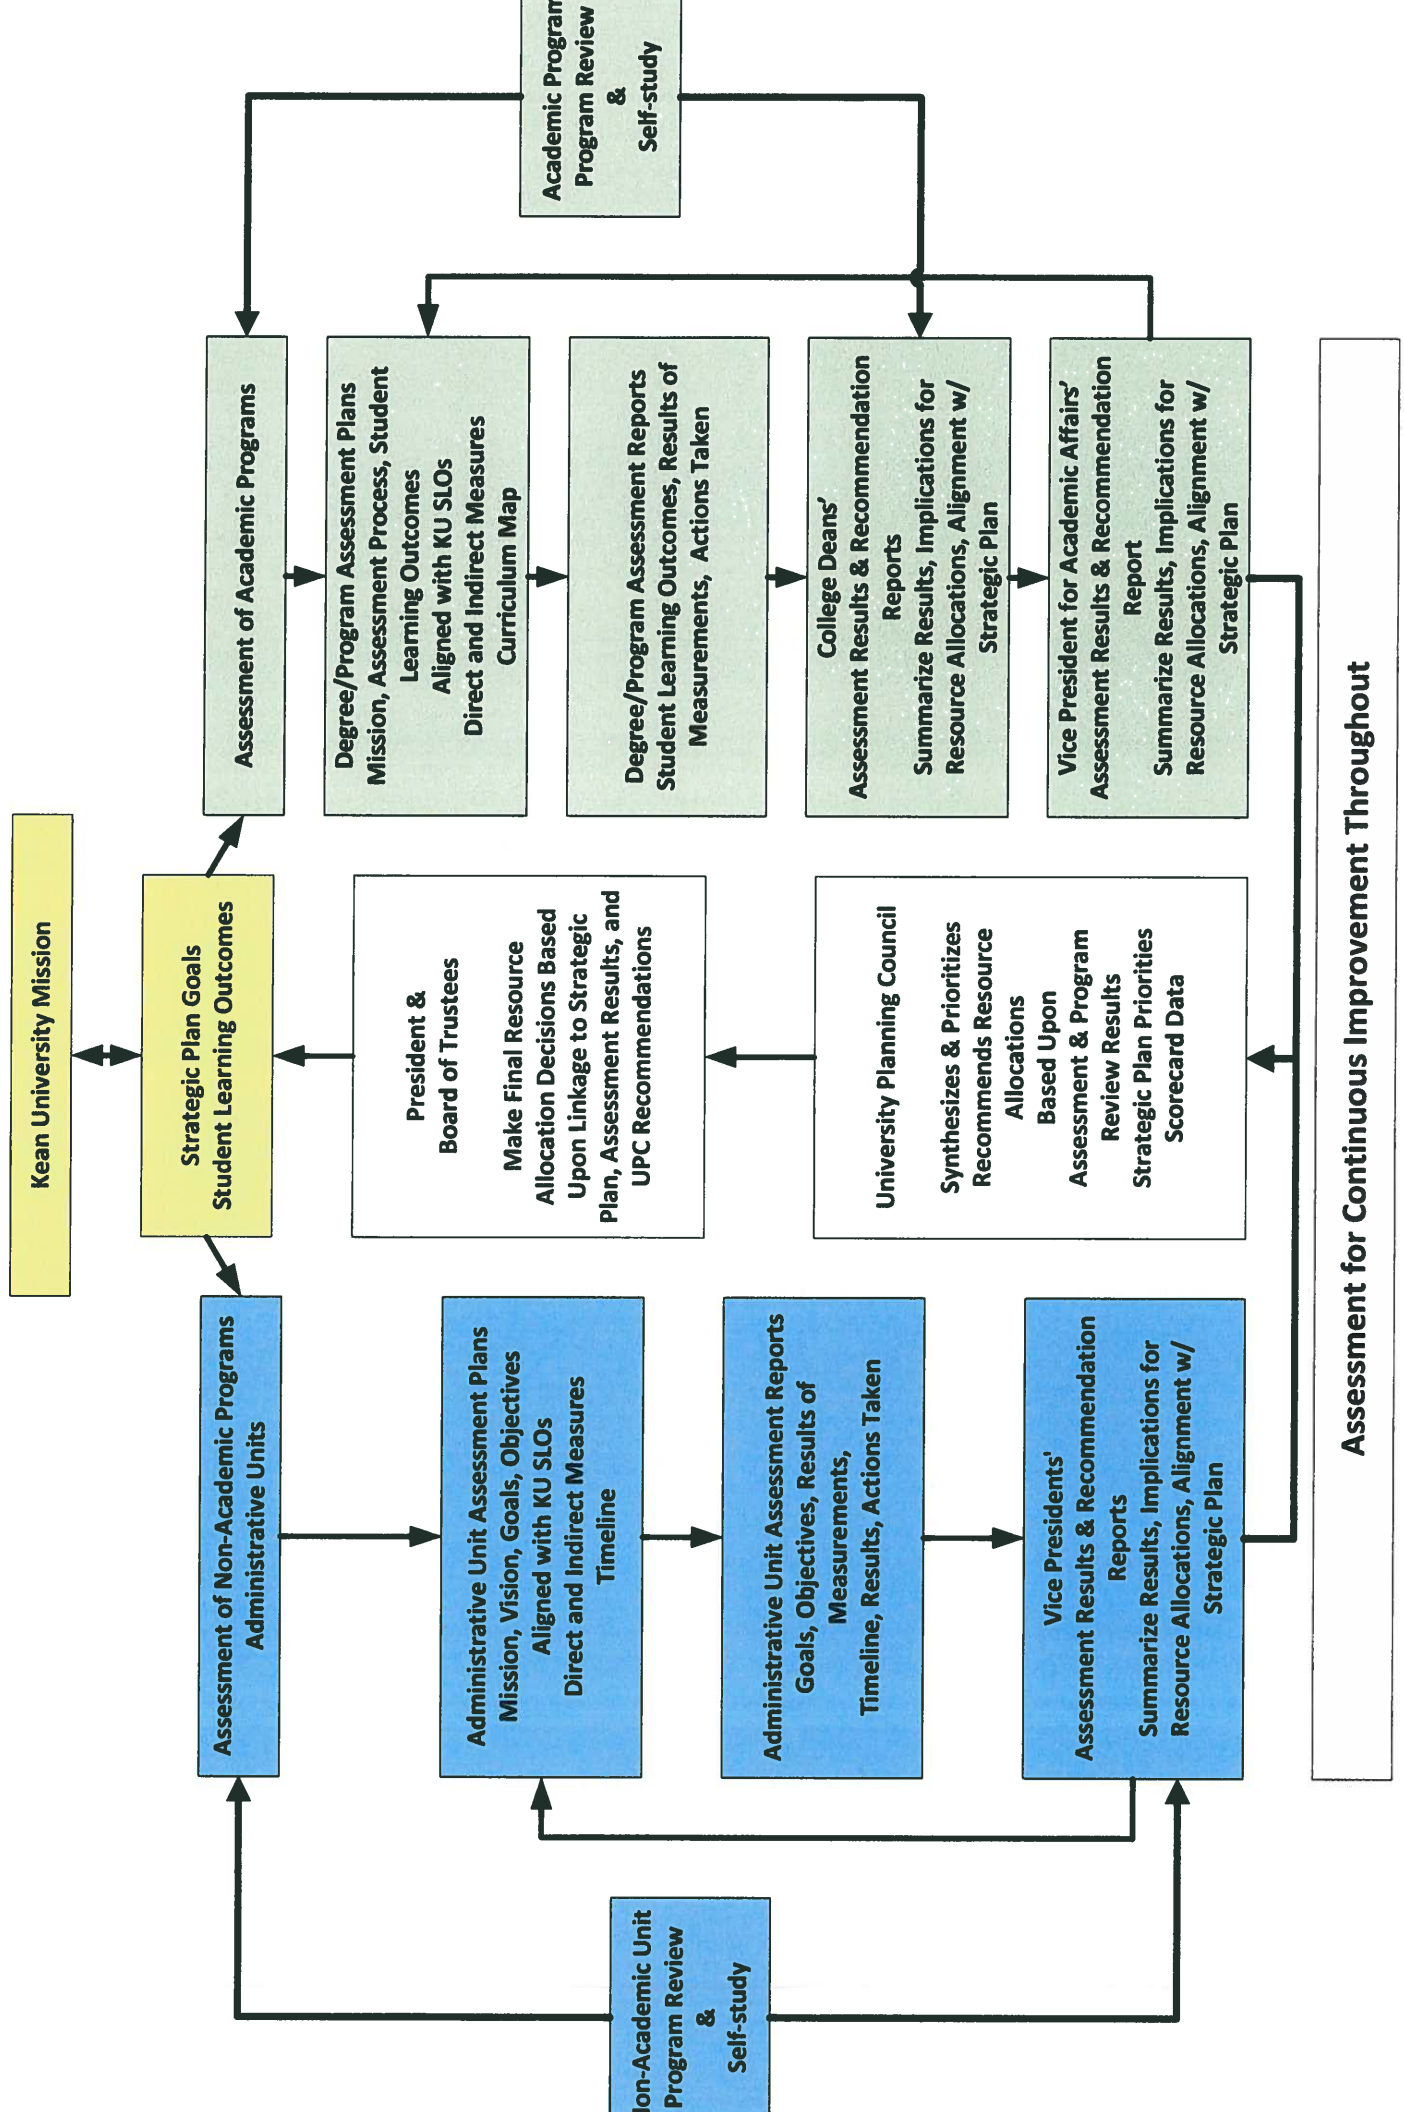 Kean University Mission
Strategic Plan Goals
Student Learning Outcomes
Assessment of Non-Academic Programs
Administrative Units
Administrative Unit Assessment Plans
Mission, Vision, Goals, Objectives
Aligned with KU SLOs
Direct and Indirect Measures
Timeline
Administrative Unit Assessment Reports
Goals, Objectives, Results of
Measurements,
Timeline, Results, Actions Taken
Vice Presidents'
Assessment Results & Recommendation
Reports
Summarize Results, Implications for
Resource Allocations, Alignment w/
Strategic Plan
Non-Academic Unit
Program Review
&
Self-study
President &
Board of Trustees
Make Final Resource
Allocation Decisions Based
Upon Linkage to Strategic
Plan, Assessment Results, and
UPC Recommendations
University Planning Council
Synthesizes & Prioritizes
Recommends Resource
Allocations
Based Upon
Assessment & Program
Review Results
Strategic Plan Priorities
Scorecard Data
Assessment of Academic Programs
Degree/Program Assessment Plans
Mission, Assessment Process, Student
Learning Outcomes
Aligned with KU SLOs
Direct and Indirect Measures
Curriculum Map
Degree/Program Assessment Reports
Student Learning Outcomes, Results of
Measurements, Actions Taken
College Deans’
Assessment Results & Recommendation
Reports
Summarize Results, Implications for
Resource Allocations, Alignment w/
Strategic Plan
Vice President for Academic Affairs’
Assessment Results & Recommendation
Report
Summarize Results, Implications for
Resource Allocations, Alignment w/
Strategic Plan
Academic Program
Program Review
&
Self-study
Assessment for Continuous Improvement Throughout